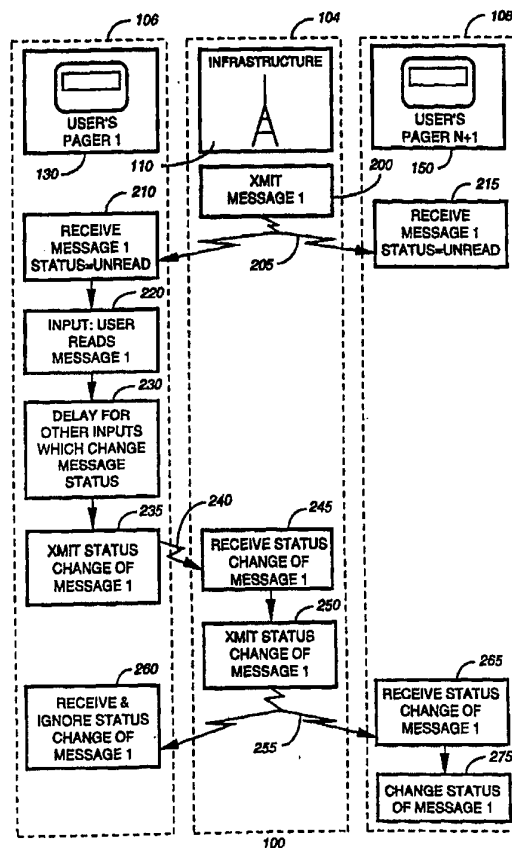 106
104
108
USER'S
PAGER 1
130
INFRASTRUCTURE
110
USER'S
PAGER N+1
150
200
XMIT
MESSAGE 1
210
RECEIVE
MESSAGE 1
STATUS=UNREAD
205
215
RECEIVE
MESSAGE 1
STATUS=UNREAD
220
INPUT: USER
READS
MESSAGE 1
230
DELAY FOR
OTHER INPUTS
WHICH CHANGE
MESSAGE
STATUS
235
XMIT STATUS
CHANGE OF
MESSAGE 1
240
245
RECEIVE STATUS
CHANGE OF
MESSAGE 1
250
XMIT STATUS
CHANGE OF
MESSAGE 1
260
RECEIVE &
IGNORE STATUS
CHANGE OF
MESSAGE 1
255
265
RECEIVE STATUS
CHANGE OF
MESSAGE 1
275
CHANGE STATUS
OF MESSAGE 1
100